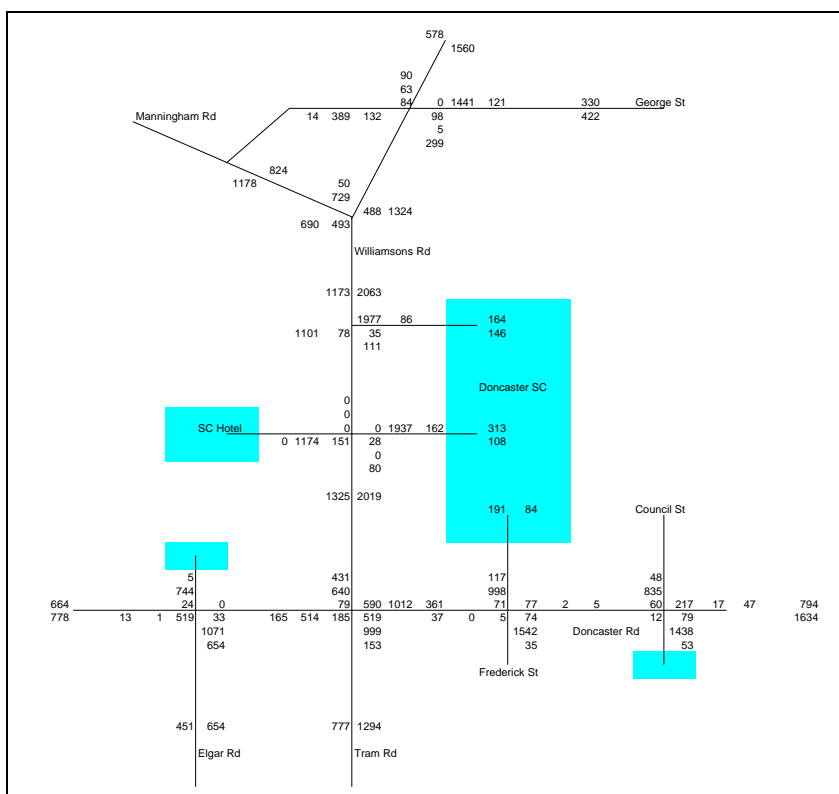 578
1560
90
63
84 0 1441 121 330 George St
Manningham Rd 14 389 132 98 422
5
299
824
1178 50
729
488 1324
690 493
Williamsons Rd
1173 2063
1977 86 164
1101 78 35 146
111
Doncaster SC
0
0
SC Hotel 0 0 1937 162 313
0 1174 151 28 108
0
80
1325 2019
191 84 Council St
5 431 117 48
744 640 998 835
664 24 0 79 590 1012 361 71 77 2 5 60 217 17 47 794
778 13 1 519 33 165 514 185 519 37 0 5 74 Doncaster Rd 12 79 1634
1071 999 1542 1438
654 153 35 53
Frederick St
451 654 777 1294
Elgar Rd Tram Rd